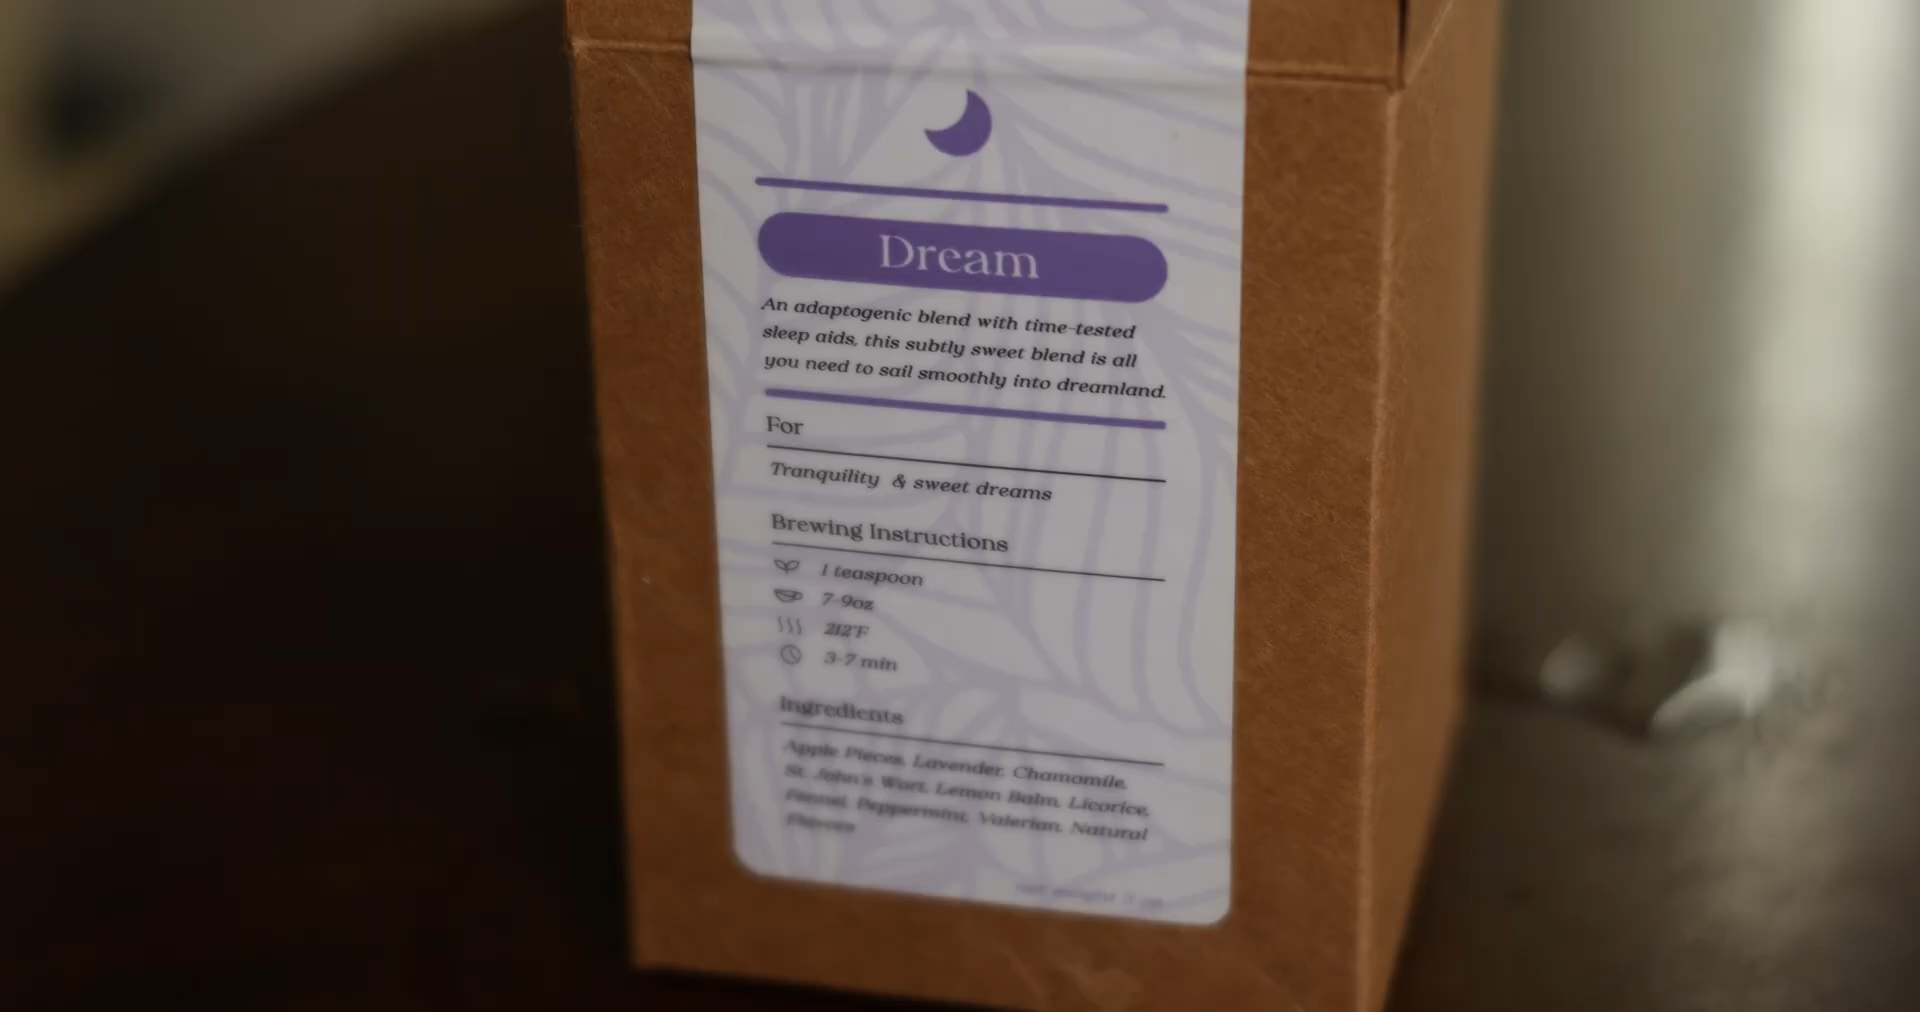 Dream
An adaptogenic blend with time-tested
sleep aids, this subtly sweet blend is all
you need to sail smoothly into dreamland.
For
Tranquility & sweet dreams
Brewing Instructions
1 teaspoon
7-9oz
212°F
3-7 min
Ingredients
Apple Pieces, Lavender, Chamomile,
St. John's Wort, Lemon Balm, Licorice,
Fennel, Peppermint, Valerian, Natural
Flavors